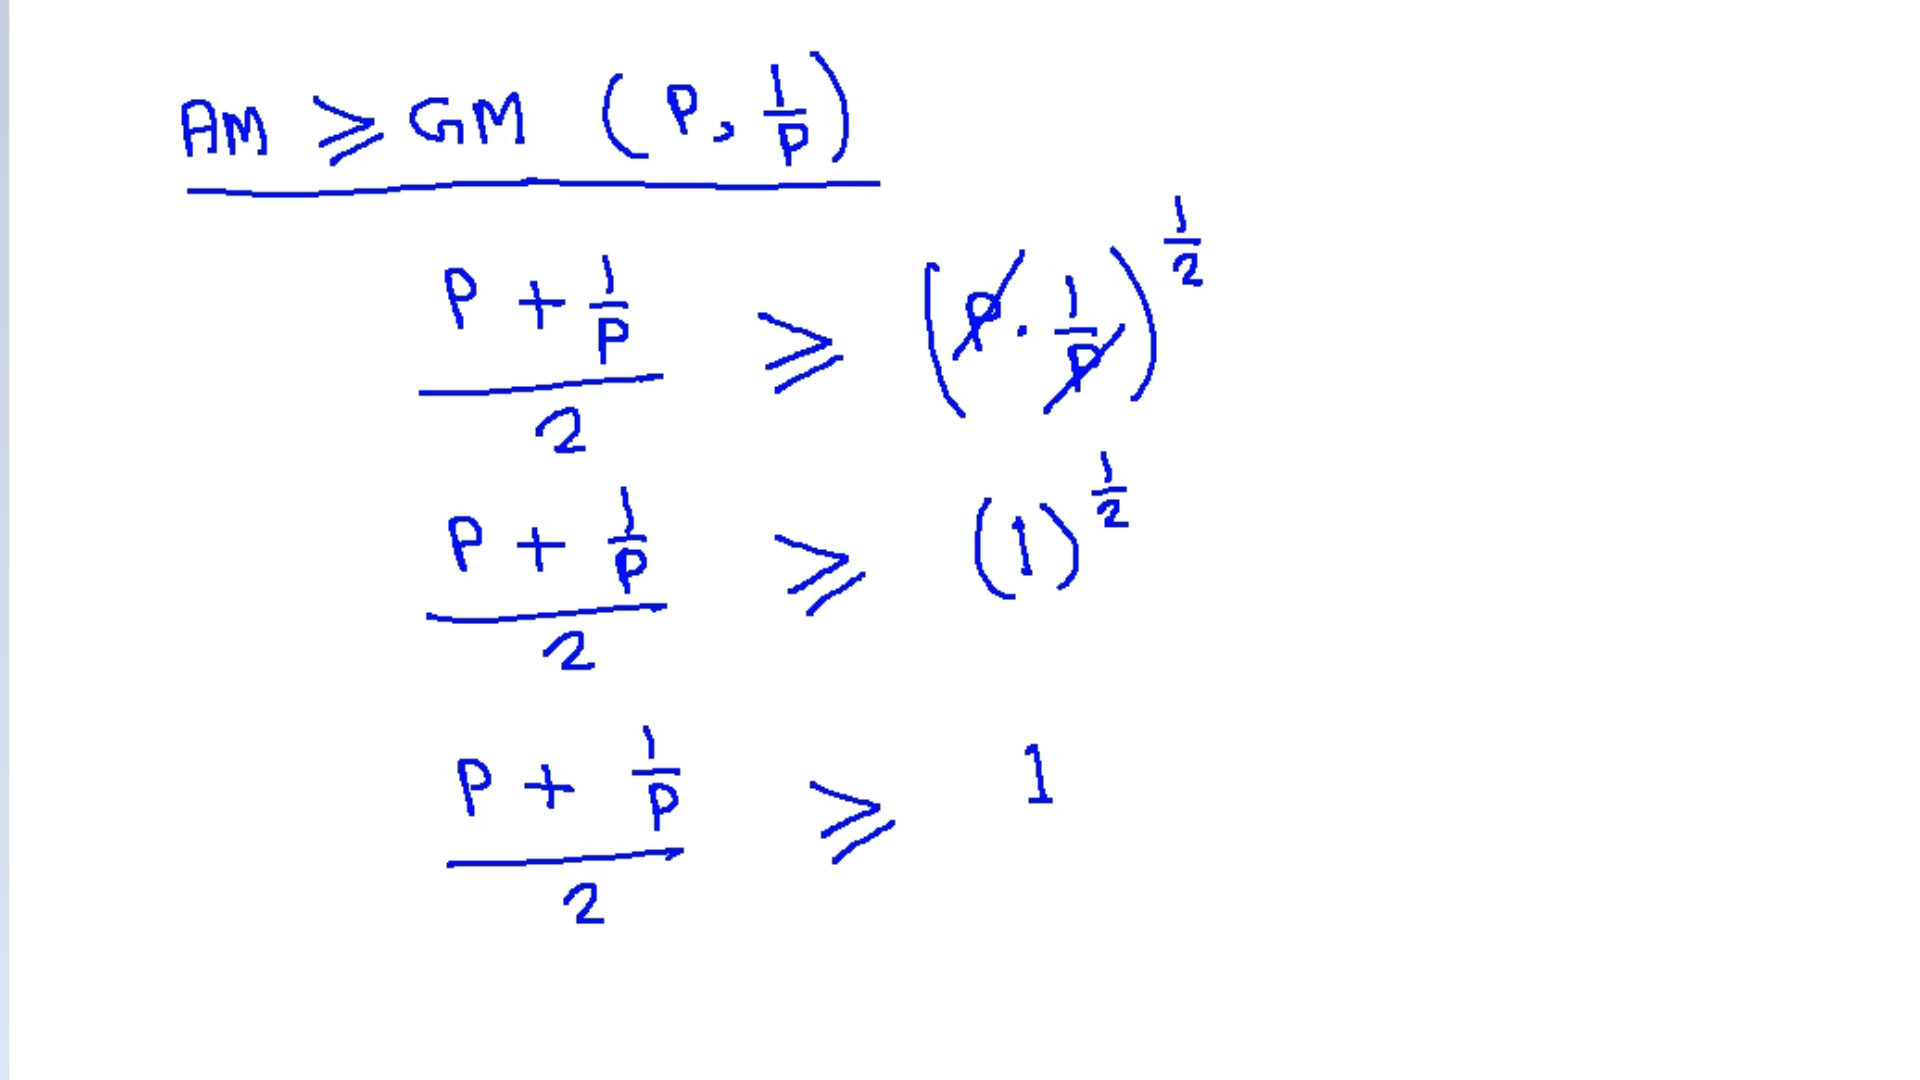 AM ⩾ GM (P, 1/P)
(P + 1/P)/2 ⩾ (P · 1/P)^(1/2)
(P + 1/P)/2 ⩾ (1)^(1/2)
(P + 1/P)/2 ⩾ 1